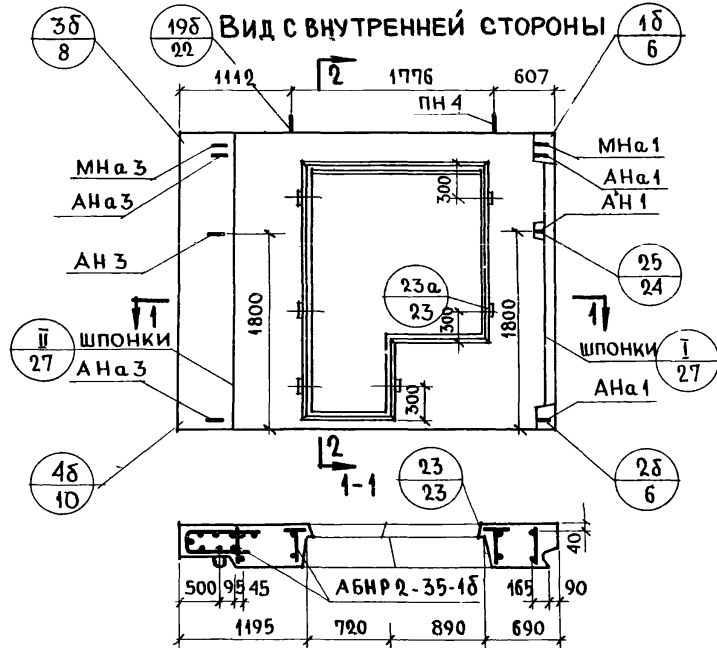 Вид с внутренней стороны
3б
8
19б
22
1б
6
2
1112
1776
607
ПН 4
МНа 3
АНа 3
АН 3
МНа 1
АНа 1
АН 1
25
24
300
23а
23
1
1
1800
300
1800
II
27
шпонки
АНа 3
шпонки
I
27
АНа 1
300
4б
10
2
1-1
23
23
2б
6
40
500
95
45
АБНР 2-35-1б
165
90
1195
720
890
690